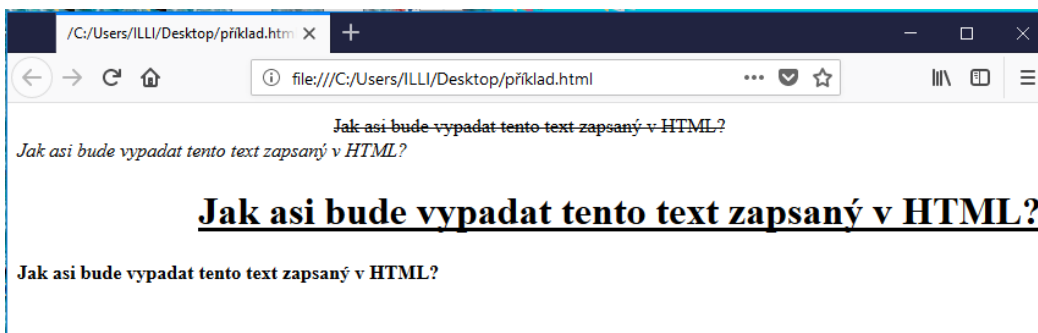 /C:/Users/ILLI/Desktop/příklad.htm
file:///C:/Users/ILLI/Desktop/příklad.html
Jak asi bude vypadat tento text zapsaný v HTML?
Jak asi bude vypadat tento text zapsaný v HTML?
Jak asi bude vypadat tento text zapsaný v HTML?
Jak asi bude vypadat tento text zapsaný v HTML?